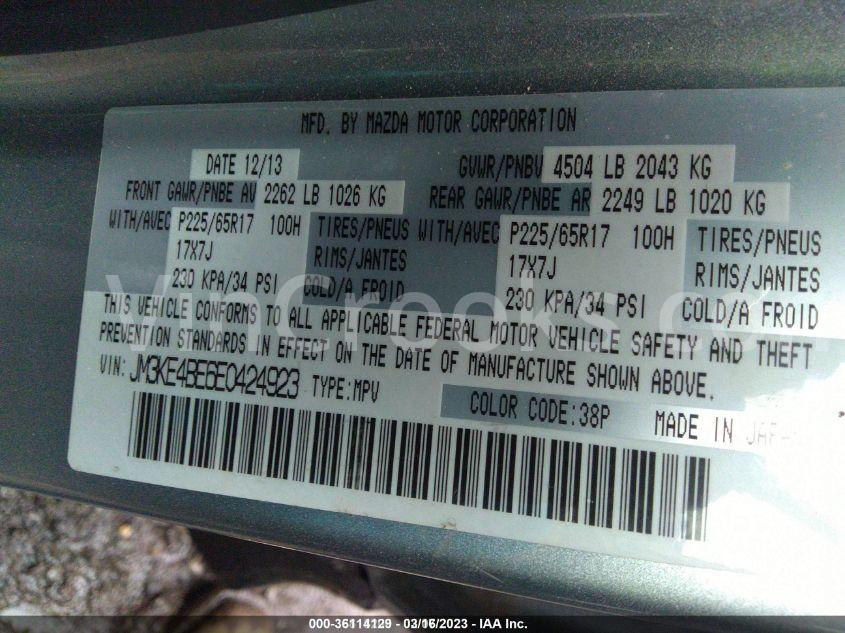 MFD. BY MAZDA MOTOR CORPORATION
DATE 12/13 GVWR/PNBV 4504 LB 2043 KG
FRONT GAWR/PNBE AV 2262 LB 1026 KG REAR GAWR/PNBE AR 2249 LB 1020 KG
WITH/AVEC P225/65R17 100H TIRES/PNEUS WITH/AVEC P225/65R17 100H TIRES/PNEUS
17X7J RIMS/JANTES 17X7J RIMS/JANTES
230 KPA/34 PSI COLD/A FROID 230 KPA/34 PSI COLD/A FROID
THIS VEHICLE CONFORMS TO ALL APPLICABLE FEDERAL MOTOR VEHICLE SAFETY AND THEFT
PREVENTION STANDARDS IN EFFECT ON THE DATE OF MANUFACTURE SHOWN ABOVE.
VIN: JM3KE4BE6E0424923 TYPE:MPV
COLOR CODE:38P MADE IN JAPAN
VinCrooks.com
000-36114129 - 03/16/2023 - IAA Inc.